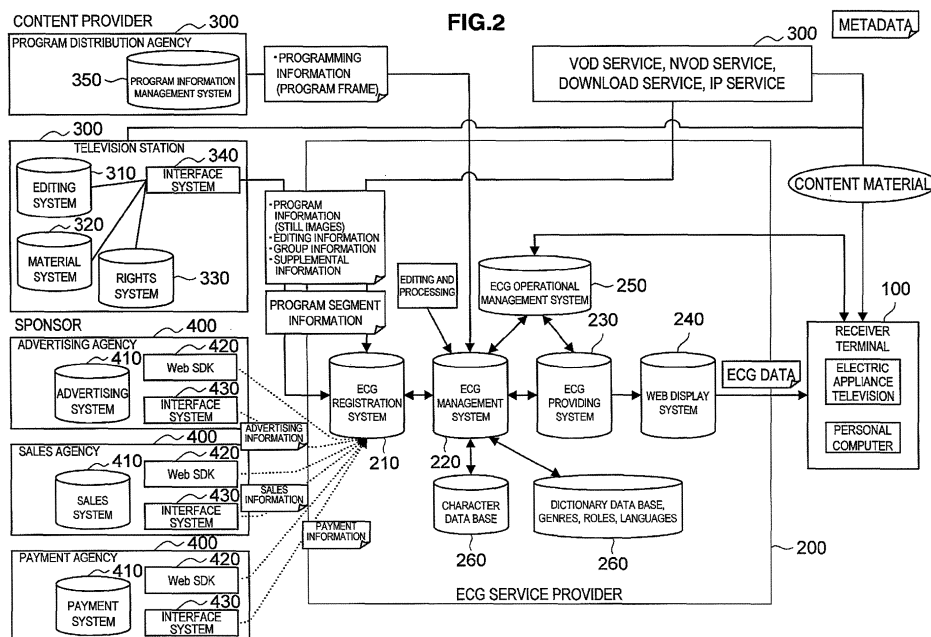 FIG.2
METADATA
CONTENT PROVIDER
300
PROGRAM DISTRIBUTION AGENCY
350
PROGRAM INFORMATION
MANAGEMENT SYSTEM
・PROGRAMMING
INFORMATION
(PROGRAM FRAME)
300
VOD SERVICE, NVOD SERVICE,
DOWNLOAD SERVICE, IP SERVICE
300
TELEVISION STATION
310
EDITING
SYSTEM
340
INTERFACE
SYSTEM
320
MATERIAL
SYSTEM
RIGHTS
SYSTEM
330
・PROGRAM
INFORMATION
(STILL IMAGES)
・EDITING INFORMATION
・GROUP INFORMATION
・SUPPLEMENTAL
INFORMATION
PROGRAM SEGMENT
INFORMATION
EDITING AND
PROCESSING
ECG OPERATIONAL
MANAGEMENT SYSTEM
250
CONTENT MATERIAL
SPONSOR
400
ADVERTISING AGENCY
410
ADVERTISING
SYSTEM
420
Web SDK
430
INTERFACE
SYSTEM
ADVERTISING
INFORMATION
400
SALES AGENCY
410
SALES
SYSTEM
420
Web SDK
430
INTERFACE
SYSTEM
SALES
INFORMATION
400
PAYMENT AGENCY
410
PAYMENT
SYSTEM
420
Web SDK
430
INTERFACE
SYSTEM
PAYMENT
INFORMATION
ECG
REGISTRATION
SYSTEM
210
ECG
MANAGEMENT
SYSTEM
220
230
ECG
PROVIDING
SYSTEM
240
WEB DISPLAY
SYSTEM
ECG DATA
100
RECEIVER
TERMINAL
ELECTRIC
APPLIANCE
TELEVISION
PERSONAL
COMPUTER
CHARACTER
DATA BASE
260
DICTIONARY DATA BASE,
GENRES, ROLES, LANGUAGES
260
200
ECG SERVICE PROVIDER